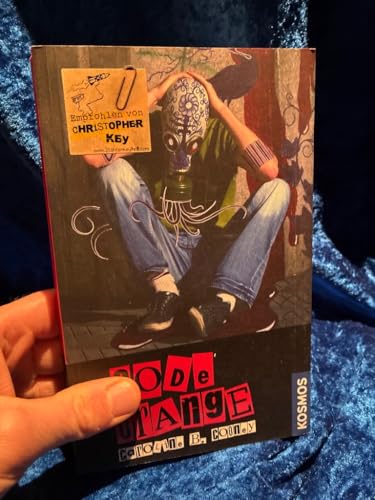 Empfohlen von
CHRISTOPHER
KEY
CODE
ORANGE
CAROLINE B. COONEY
KOSMOS